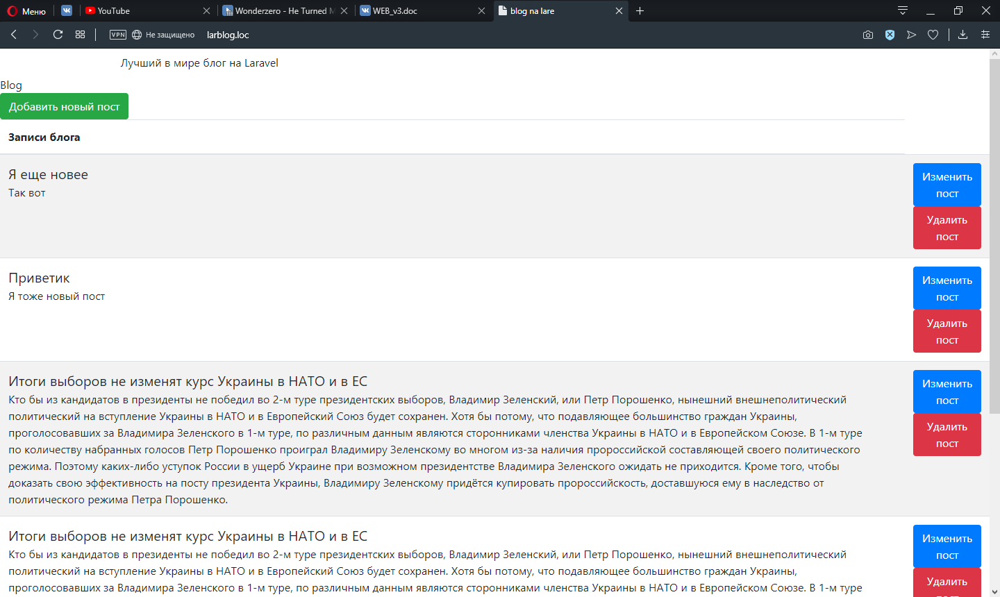 Меню
YouTube
Wonderzero - He Turned M
WEB_v3.doc
blog na lare
VPN
Не защищено
larblog.loc
Лучший в мире блог на Laravel
Blog
Добавить новый пост
Записи блога
Я еще новее
Так вот
Изменить
пост
Удалить
пост
Приветик
Я тоже новый пост
Изменить
пост
Удалить
пост
Итоги выборов не изменят курс Украины в НАТО и в ЕС
Кто бы из кандидатов в президенты не победил во 2-м туре президентских выборов, Владимир Зеленский, или Петр Порошенко, нынешний внешнеполитический
политический на вступление Украины в НАТО и в Европейский Союз будет сохранен. Хотя бы потому, что подавляющее большинство граждан Украины,
проголосовавших за Владимира Зеленского в 1-м туре, по различным данным являются сторонниками членства Украины в НАТО и в Европейском Союзе. В 1-м туре
по количеству набранных голосов Петр Порошенко проиграл Владимиру Зеленскому во многом из-за наличия пророссийской составляющей своего политического
режима. Поэтому каких-либо уступок России в ущерб Украине при возможном президентстве Владимира Зеленского ожидать не приходится. Кроме того, чтобы
доказать свою эффективность на посту президента Украины, Владимиру Зеленскому придётся купировать пророссийскость, доставшуюся ему в наследство от
политического режима Петра Порошенко.
Изменить
пост
Удалить
пост
Итоги выборов не изменят курс Украины в НАТО и в ЕС
Кто бы из кандидатов в президенты не победил во 2-м туре президентских выборов, Владимир Зеленский, или Петр Порошенко, нынешний внешнеполитический
политический на вступление Украины в НАТО и в Европейский Союз будет сохранен. Хотя бы потому, что подавляющее большинство граждан Украины,
проголосовавших за Владимира Зеленского в 1-м туре, по различным данным являются сторонниками членства Украины в НАТО и в Европейском Союзе. В 1-м туре
Изменить
пост
Удалить